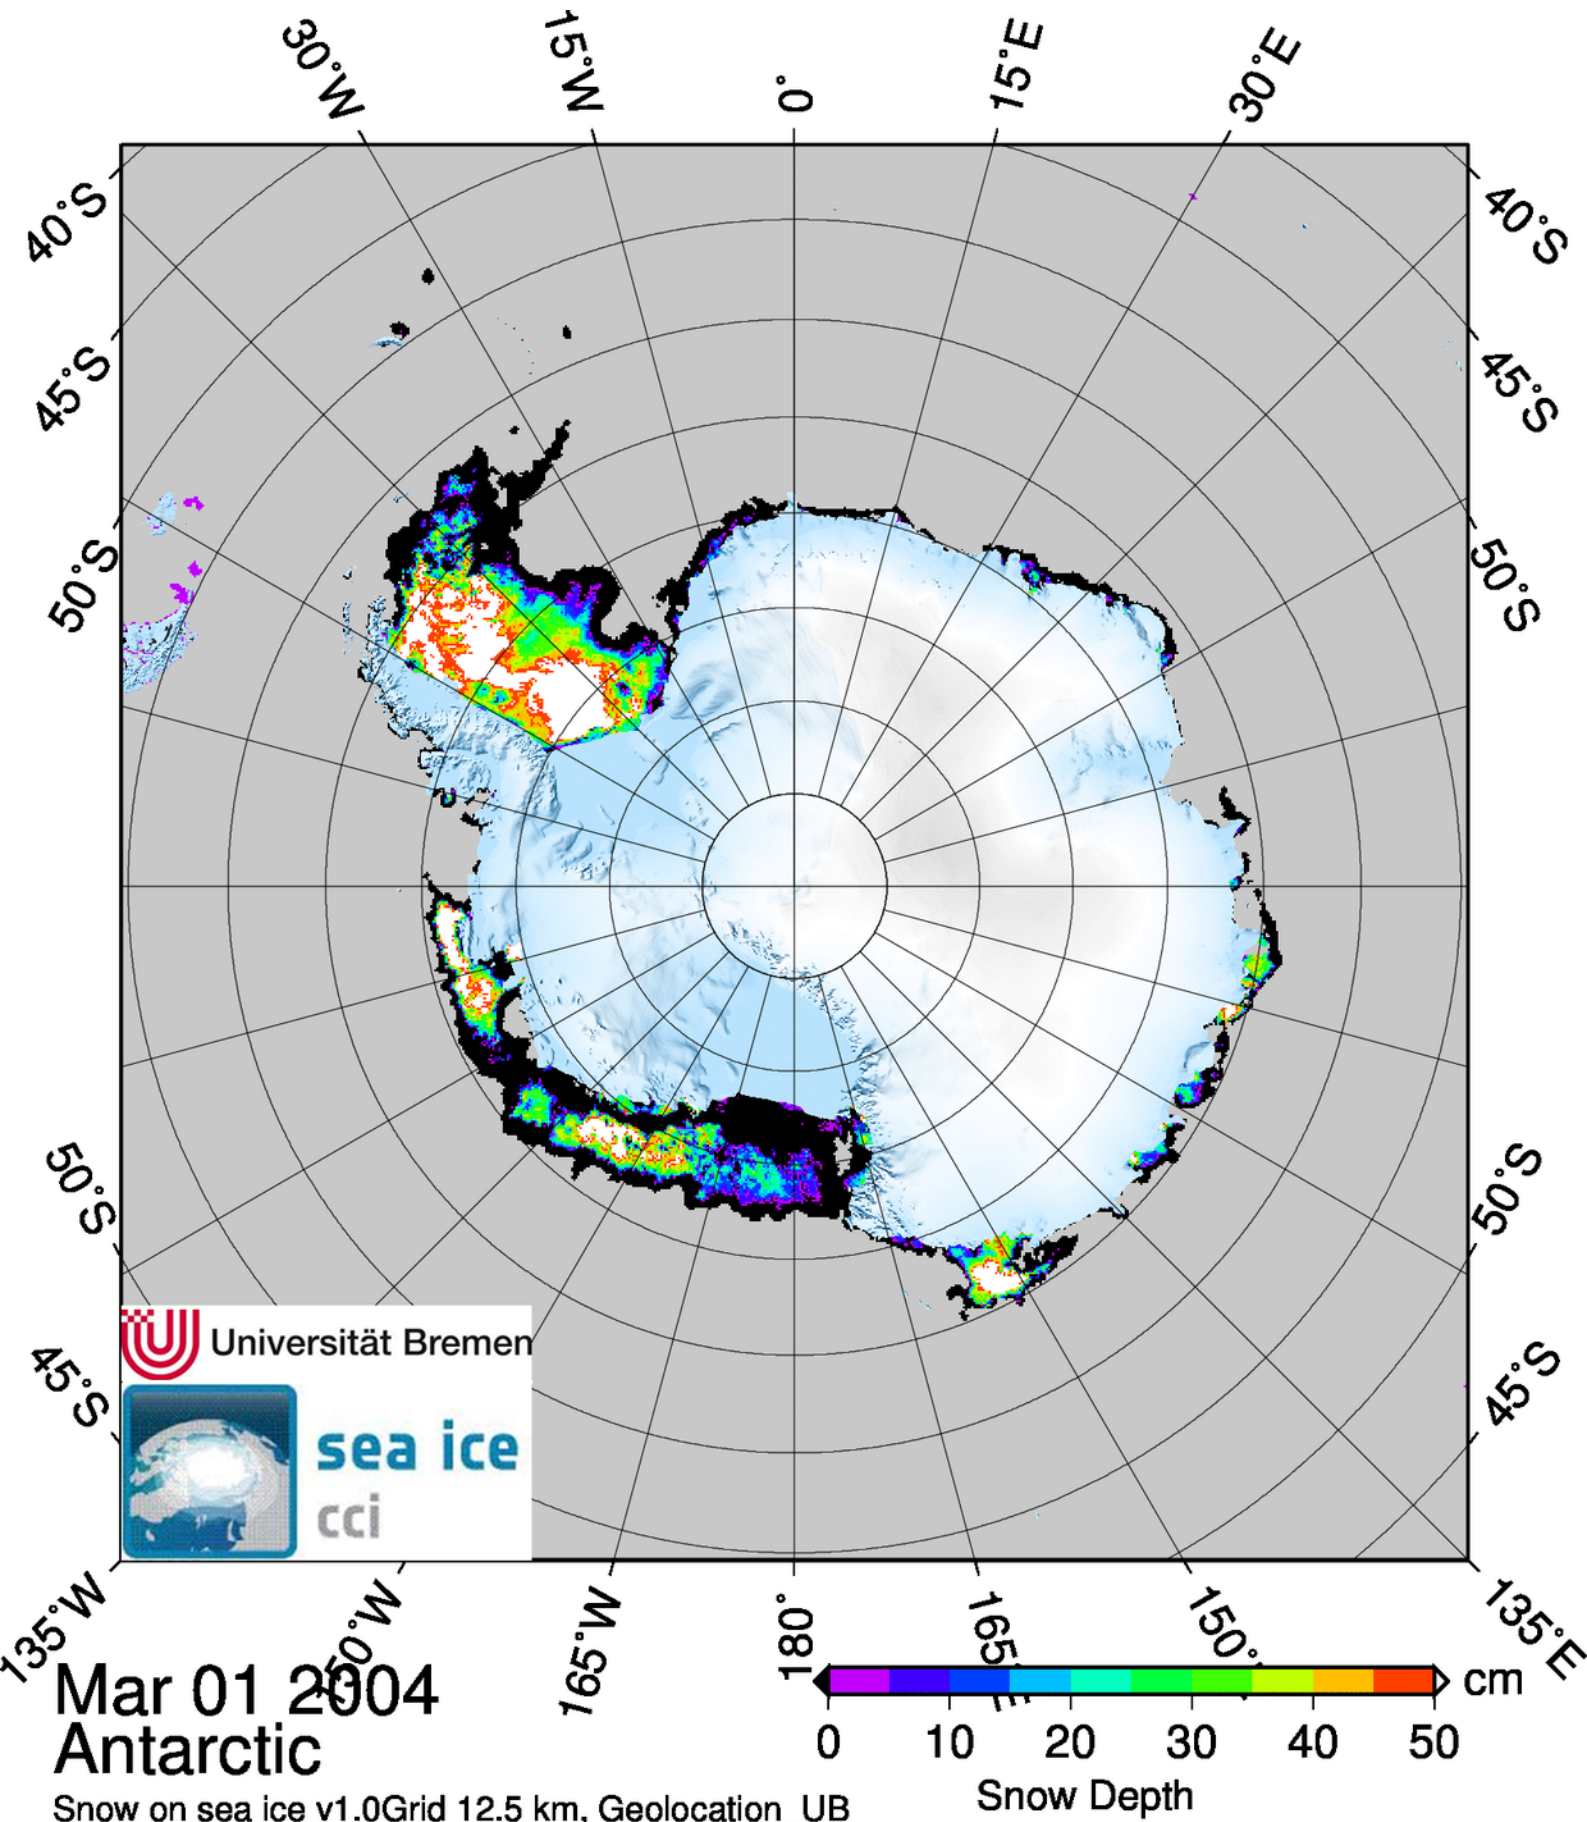 30°W 15°W 0° 15°E 30°E
40°S 40°S
45°S 45°S
50°S 50°S
50°S 50°S
45°S 45°S
Universität Bremen
sea ice
cci
135°W 165°W 180° 165° 150° 135°E
Mar 01 2004
Antarctic
Snow on sea ice v1.0Grid 12.5 km, Geolocation UB
cm
0 10 20 30 40 50
Snow Depth